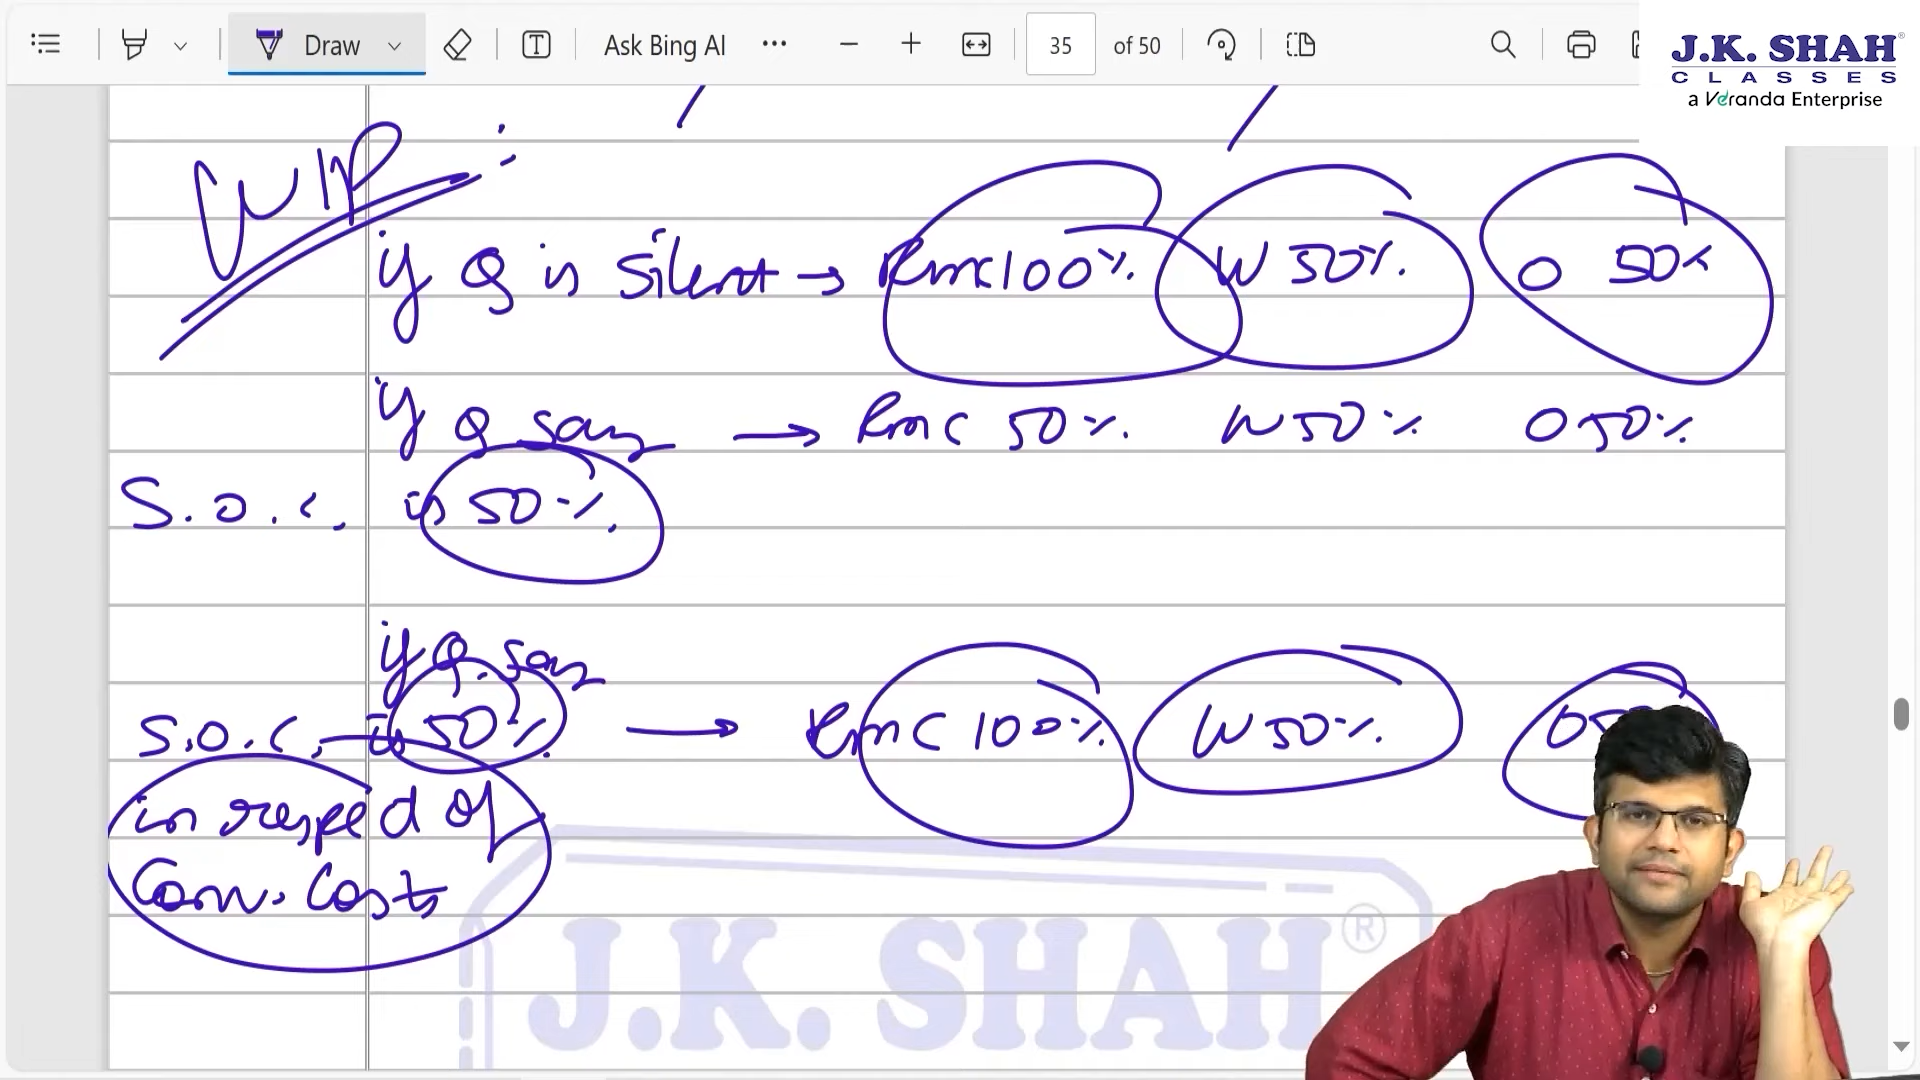 Draw
Ask Bing AI
35 of 50
J.K. SHAH®
CLASSES
a Veranda Enterprise
WIP :
if Q is silent → RMC 100% W 50% O 50%
if Q says → RMC 50% W 50% O 50%
S.O.C. is 50%.
if Q. says
S.O.C. is 50%. → RMC 100% W 50%. O 50
in respect of
Conv. Costs
J.K. SHAH®